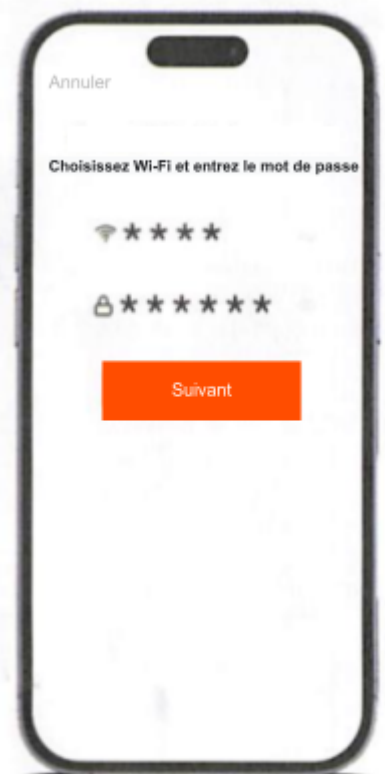 Annuler
Choisissez Wi-Fi et entrez le mot de passe
****
******
Suivant